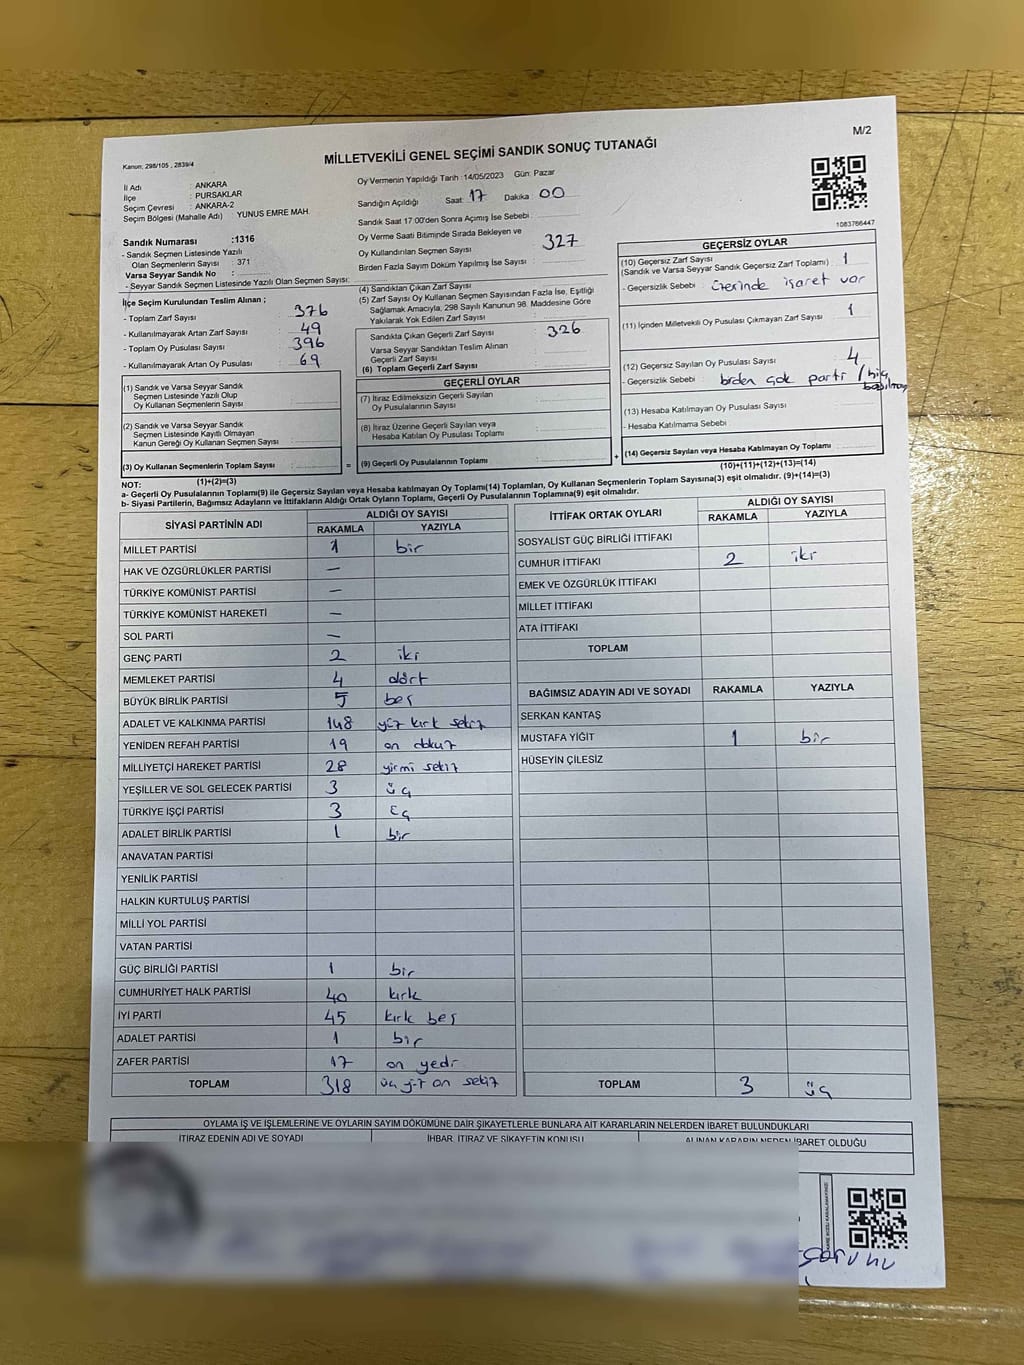 M/2
MİLLETVEKİLİ GENEL SEÇİMİ SANDIK SONUÇ TUTANAĞI
Kanun: 298/105 , 2839/4
İl Adı : ANKARA
İlçe : PURSAKLAR
Seçim Çevresi : ANKARA-2
Seçim Bölgesi (Mahalle Adı) YUNUS EMRE MAH.
Oy Vermenin Yapıldığı Tarih : 14/05/2023 Gün: Pazar
Sandığın Açıldığı Saat 17 Dakika 00
Sandık Saat 17:00'den Sonra Açımış İse Sebebi
Oy Verme Saati Bitiminde Sırada Bekleyen ve
Oy Kullandırılan Seçmen Sayısı 327
Birden Fazla Sayım Döküm Yapılmış İse Sayısı
1083766447
Sandık Numarası :1316
- Sandık Seçmen Listesinde Yazılı
Olan Seçmenlerin Sayısı : 371
Varsa Seyyar Sandık No :
- Seyyar Sandık Seçmen Listesinde Yazılı Olan Seçmen Sayısı:
İlçe Seçim Kurulundan Teslim Alınan ;
- Toplam Zarf Sayısı : 376
- Kullanılmayarak Artan Zarf Sayısı : 49
- Toplam Oy Pusulası Sayısı : 396
- Kullanılmayarak Artan Oy Pusulası : 69
(1) Sandık ve Varsa Seyyar Sandık
Seçmen Listesinde Yazılı Olup
Oy Kullanan Seçmenlerin Sayısı
(2) Sandık ve Varsa Seyyar Sandık
Seçmen Listesinde Kayıtlı Olmayan
Kanun Gereği Oy Kullanan Seçmen Sayısı
(3) Oy Kullanan Seçmenlerin Toplam Sayısı :
(4) Sandıktan Çıkan Zarf Sayısı
(5) Zarf Sayısı Oy Kullanan Seçmen Sayısından Fazla İse, Eşitliği
Sağlamak Amacıyla, 298 Sayılı Kanunun 98. Maddesine Göre
Yakılarak Yok Edilen Zarf Sayısı
Sandıkta Çıkan Geçerli Zarf Sayısı 326
Varsa Seyyar Sandıktan Teslim Alınan
Geçerli Zarf Sayısı
(6) Toplam Geçerli Zarf Sayısı
GEÇERLİ OYLAR
(7) İtiraz Edilmeksizin Geçerli Sayılan
Oy Pusulalarının Sayısı
(8) İtiraz Üzerine Geçerli Sayılan veya
Hesaba Katılan Oy Pusulası Toplamı
= (9) Geçerli Oy Pusulalarının Toplamı
GEÇERSİZ OYLAR
(10) Geçersiz Zarf Sayısı 1
(Sandık ve Varsa Seyyar Sandık Geçersiz Zarf Toplamı)
- Geçersizlik Sebebi : üzerinde işaret var
(11) İçinden Milletvekili Oy Pusulası Çıkmayan Zarf Sayısı 1
(12) Geçersiz Sayılan Oy Pusulası Sayısı 4
- Geçersizlik Sebebi : birden çok parti / hiç
basılmay
(13) Hesaba Katılmayan Oy Pusulası Sayısı
- Hesaba Katılmama Sebebi
+ (14) Geçersiz Sayılan veya Hesaba Katılmayan Oy Toplamı
(10)+(11)+(12)+(13)=(14)
NOT: (1)+(2)=(3)
a- Geçerli Oy Pusulalarının Toplamı(9) ile Geçersiz Sayılan veya Hesaba katılmayan Oy Toplamı(14) Toplamları, Oy Kullanan Seçmenlerin Toplam Sayısına(3) eşit olmalıdır. (9)+(14)=(3)
b- Siyasi Partilerin, Bağımsız Adayların ve İttifakların Aldığı Ortak Oyların Toplamı, Geçerli Oy Pusulalarının Toplamına(9) eşit olmalıdır.
SİYASİ PARTİNİN ADI ALDIĞI OY SAYISI
RAKAMLA YAZIYLA
MİLLET PARTİSİ 1 bir
HAK VE ÖZGÜRLÜKLER PARTİSİ —
TÜRKİYE KOMÜNİST PARTİSİ —
TÜRKİYE KOMÜNİST HAREKETİ —
SOL PARTİ —
GENÇ PARTİ 2 iki
MEMLEKET PARTİSİ 4 dört
BÜYÜK BİRLİK PARTİSİ 5 beş
ADALET VE KALKINMA PARTİSİ 148 yüz kırk sekiz
YENİDEN REFAH PARTİSİ 19 on dokuz
MİLLİYETÇİ HAREKET PARTİSİ 28 yirmi sekiz
YEŞİLLER VE SOL GELECEK PARTİSİ 3 üç
TÜRKİYE İŞÇİ PARTİSİ 3 üç
ADALET BİRLİK PARTİSİ 1 bir
ANAVATAN PARTİSİ
YENİLİK PARTİSİ
HALKIN KURTULUŞ PARTİSİ
MİLLİ YOL PARTİSİ
VATAN PARTİSİ
GÜÇ BİRLİĞİ PARTİSİ 1 bir
CUMHURİYET HALK PARTİSİ 40 kırk
İYİ PARTİ 45 kırk beş
ADALET PARTİSİ 1 bir
ZAFER PARTİSİ 17 on yedi
TOPLAM 318 üç yüz on sekiz
İTTİFAK ORTAK OYLARI ALDIĞI OY SAYISI
RAKAMLA YAZIYLA
SOSYALİST GÜÇ BİRLİĞİ İTTİFAKI
CUMHUR İTTİFAKI 2 iki
EMEK VE ÖZGÜRLÜK İTTİFAKI
MİLLET İTTİFAKI
ATA İTTİFAKI
TOPLAM
BAĞIMSIZ ADAYIN ADI VE SOYADI RAKAMLA YAZIYLA
SERKAN KANTAŞ
MUSTAFA YİĞİT 1 bir
HÜSEYİN ÇİLESİZ
TOPLAM 3 üç
OYLAMA İŞ VE İŞLEMLERİNE VE OYLARIN SAYIM DÖKÜMÜNE DAİR ŞİKAYETLERLE BUNLARA AİT KARARLARIN NELERDEN İBARET BULUNDUKLARI
İTİRAZ EDENİN ADI VE SOYADI İHBAR, İTİRAZ VE ŞİKAYETİN KONUSU ALINAN KARARIN NEDEN İBARET OLDUĞU